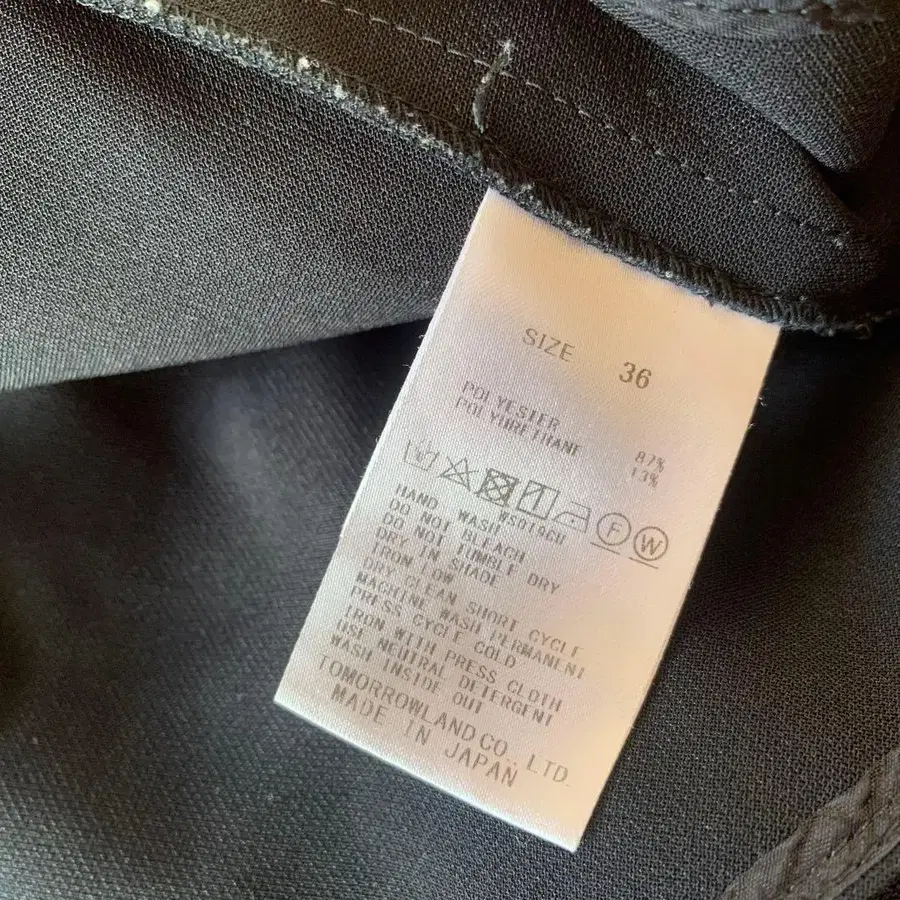 SIZE 36
POLYESTER 87%
POLYURETHANE 13%
F W
HAND WASH
DO NOT BLEACH
DO NOT TUMBLE DRY
DRY IN SHADE
IRON LOW
DRY CLEAN SHORT CYCLE
MACHINE WASH PERMANENT
PRESS CYCLE COLD
IRON WITH PRESS CLOTH
USE NEUTRAL DETERGENT
WASH INSIDE OUT
TOMORROWLAND CO., LTD.
MADE IN JAPAN